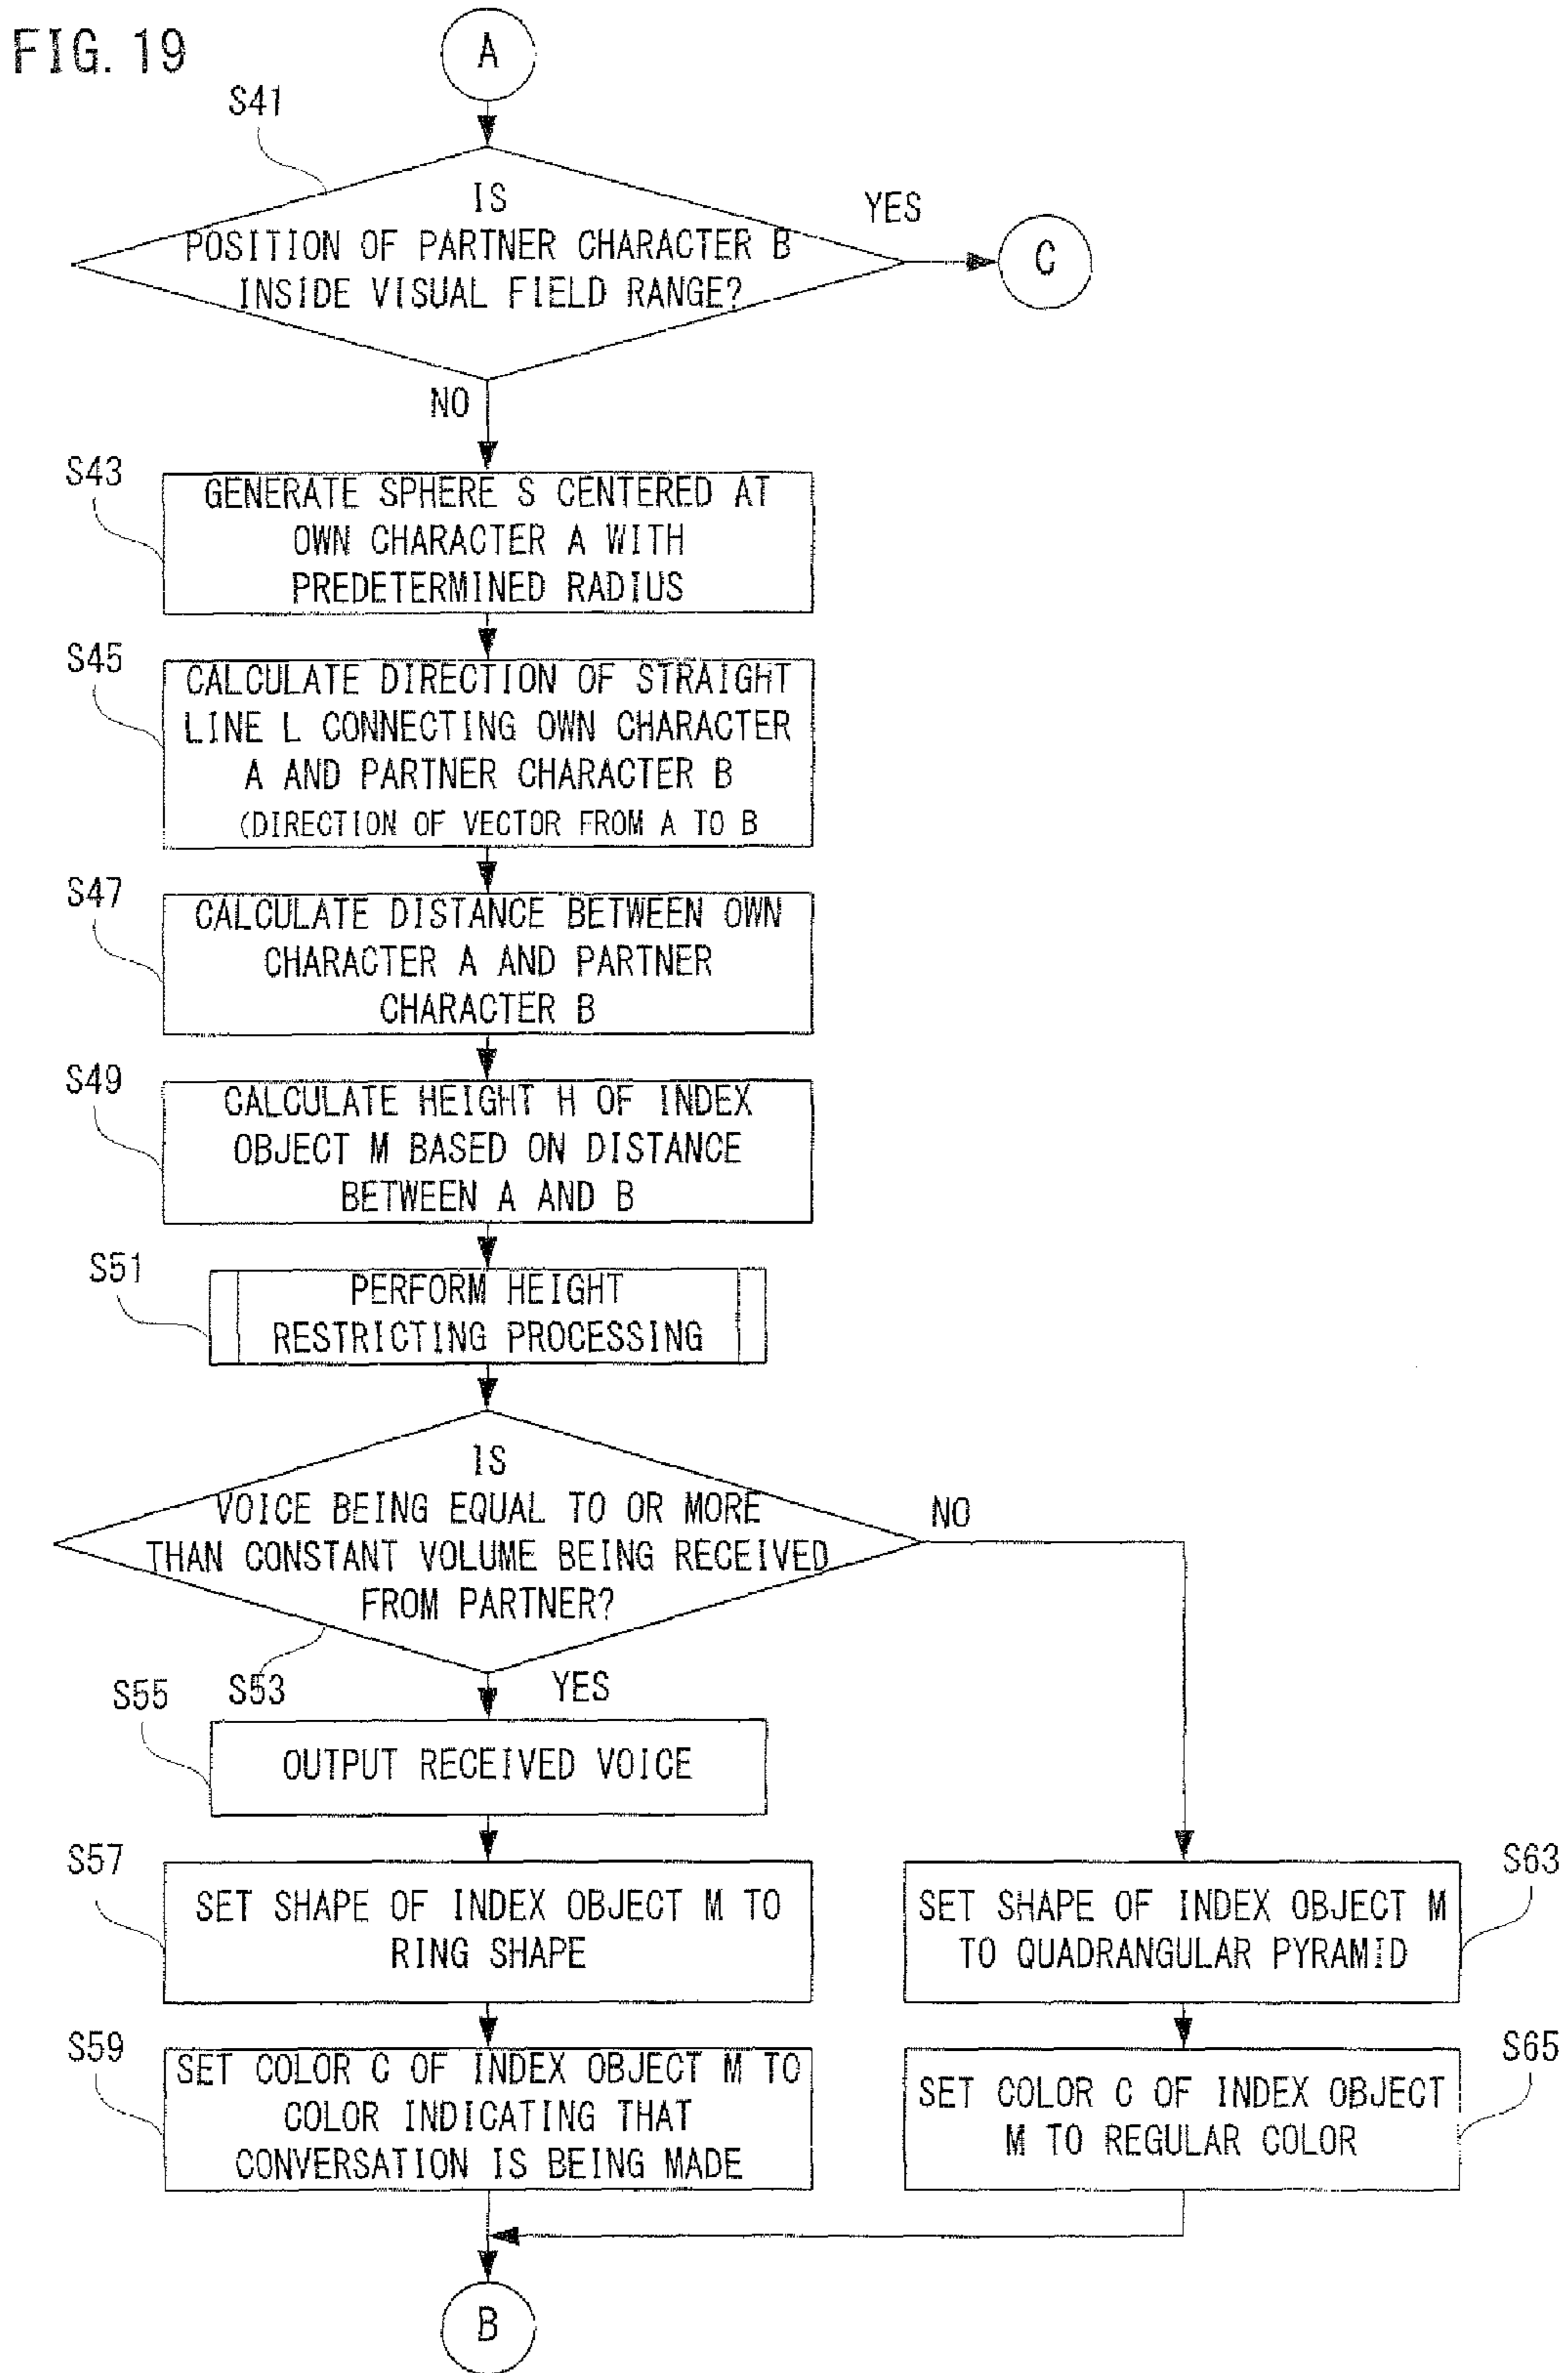 FIG. 19
A
S41
IS
POSITION OF PARTNER CHARACTER B
INSIDE VISUAL FIELD RANGE?
YES
C
NO
S43
GENERATE SPHERE S CENTERED AT
OWN CHARACTER A WITH
PREDETERMINED RADIUS
S45
CALCULATE DIRECTION OF STRAIGHT
LINE L CONNECTING OWN CHARACTER
A AND PARTNER CHARACTER B
(DIRECTION OF VECTOR FROM A TO B
S47
CALCULATE DISTANCE BETWEEN OWN
CHARACTER A AND PARTNER
CHARACTER B
S49
CALCULATE HEIGHT H OF INDEX
OBJECT M BASED ON DISTANCE
BETWEEN A AND B
S51
PERFORM HEIGHT
RESTRICTING PROCESSING
IS
VOICE BEING EQUAL TO OR MORE
THAN CONSTANT VOLUME BEING RECEIVED
FROM PARTNER?
NO
S53
YES
S55
OUTPUT RECEIVED VOICE
S57
SET SHAPE OF INDEX OBJECT M TO
RING SHAPE
S63
SET SHAPE OF INDEX OBJECT M
TO QUADRANGULAR PYRAMID
S59
SET COLOR C OF INDEX OBJECT M TO
COLOR INDICATING THAT
CONVERSATION IS BEING MADE
S65
SET COLOR C OF INDEX OBJECT
M TO REGULAR COLOR
B